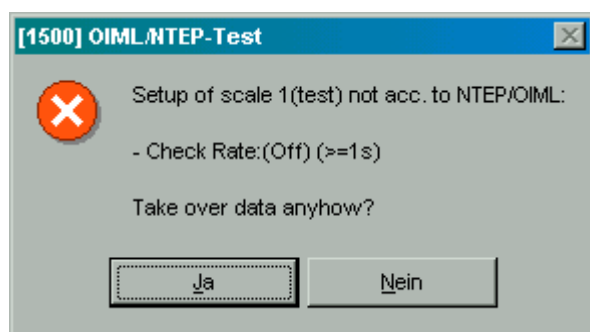 [1500] OIML/NTEP-Test
Setup of scale 1(test) not acc. to NTEP/OIML:
- Check Rate:(Off) (>=1s)
Take over data anyhow?
Ja
Nein